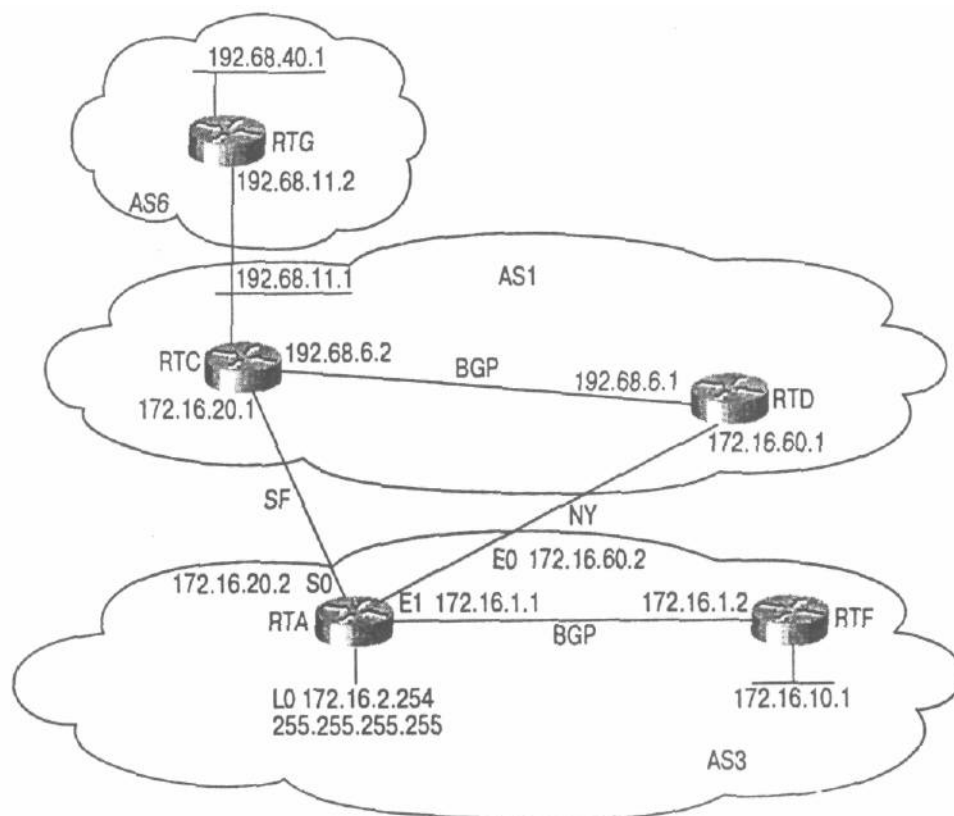 192.68.40.1
RTG
192.68.11.2
AS6
192.68.11.1
AS1
RTC
192.68.6.2
BGP
192.68.6.1
RTD
172.16.20.1
172.16.60.1
SF
NY
E0 172.16.60.2
172.16.20.2 S0
E1 172.16.1.1
172.16.1.2
RTA
BGP
RTF
L0 172.16.2.254
255.255.255.255
172.16.10.1
AS3